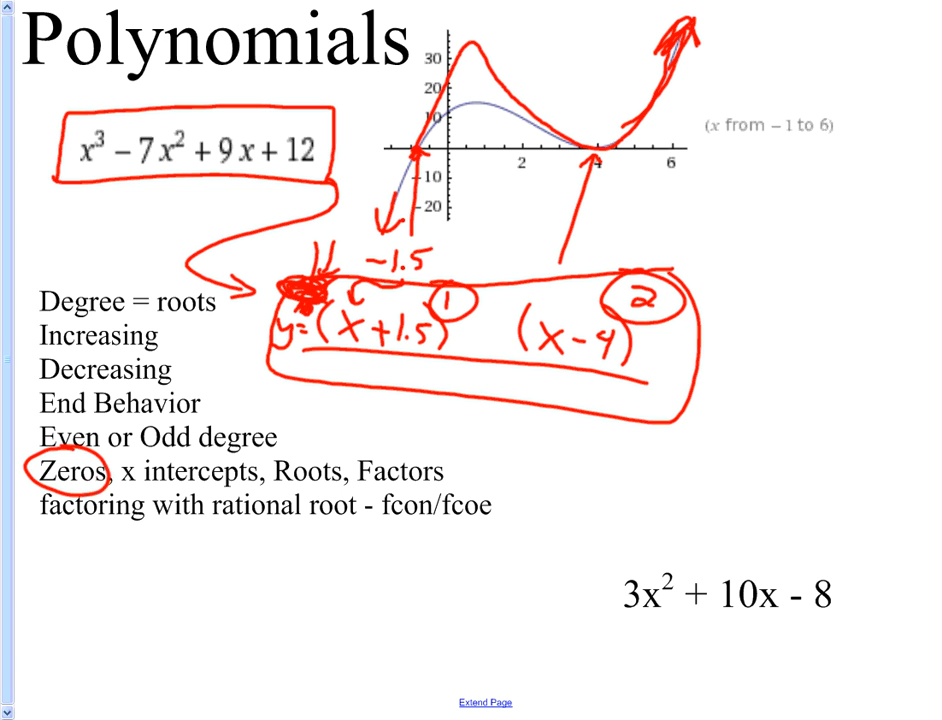 Polynomials
30
20
10
2
4
6
-10
-20
(x from −1 to 6)
x³ − 7x² + 9x + 12
-1.5
y=(x+1.5)¹ (x-4)²
Degree = roots
Increasing
Decreasing
End Behavior
Even or Odd degree
Zeros, x intercepts, Roots, Factors
factoring with rational root - fcon/fcoe
3x² + 10x - 8
Extend Page